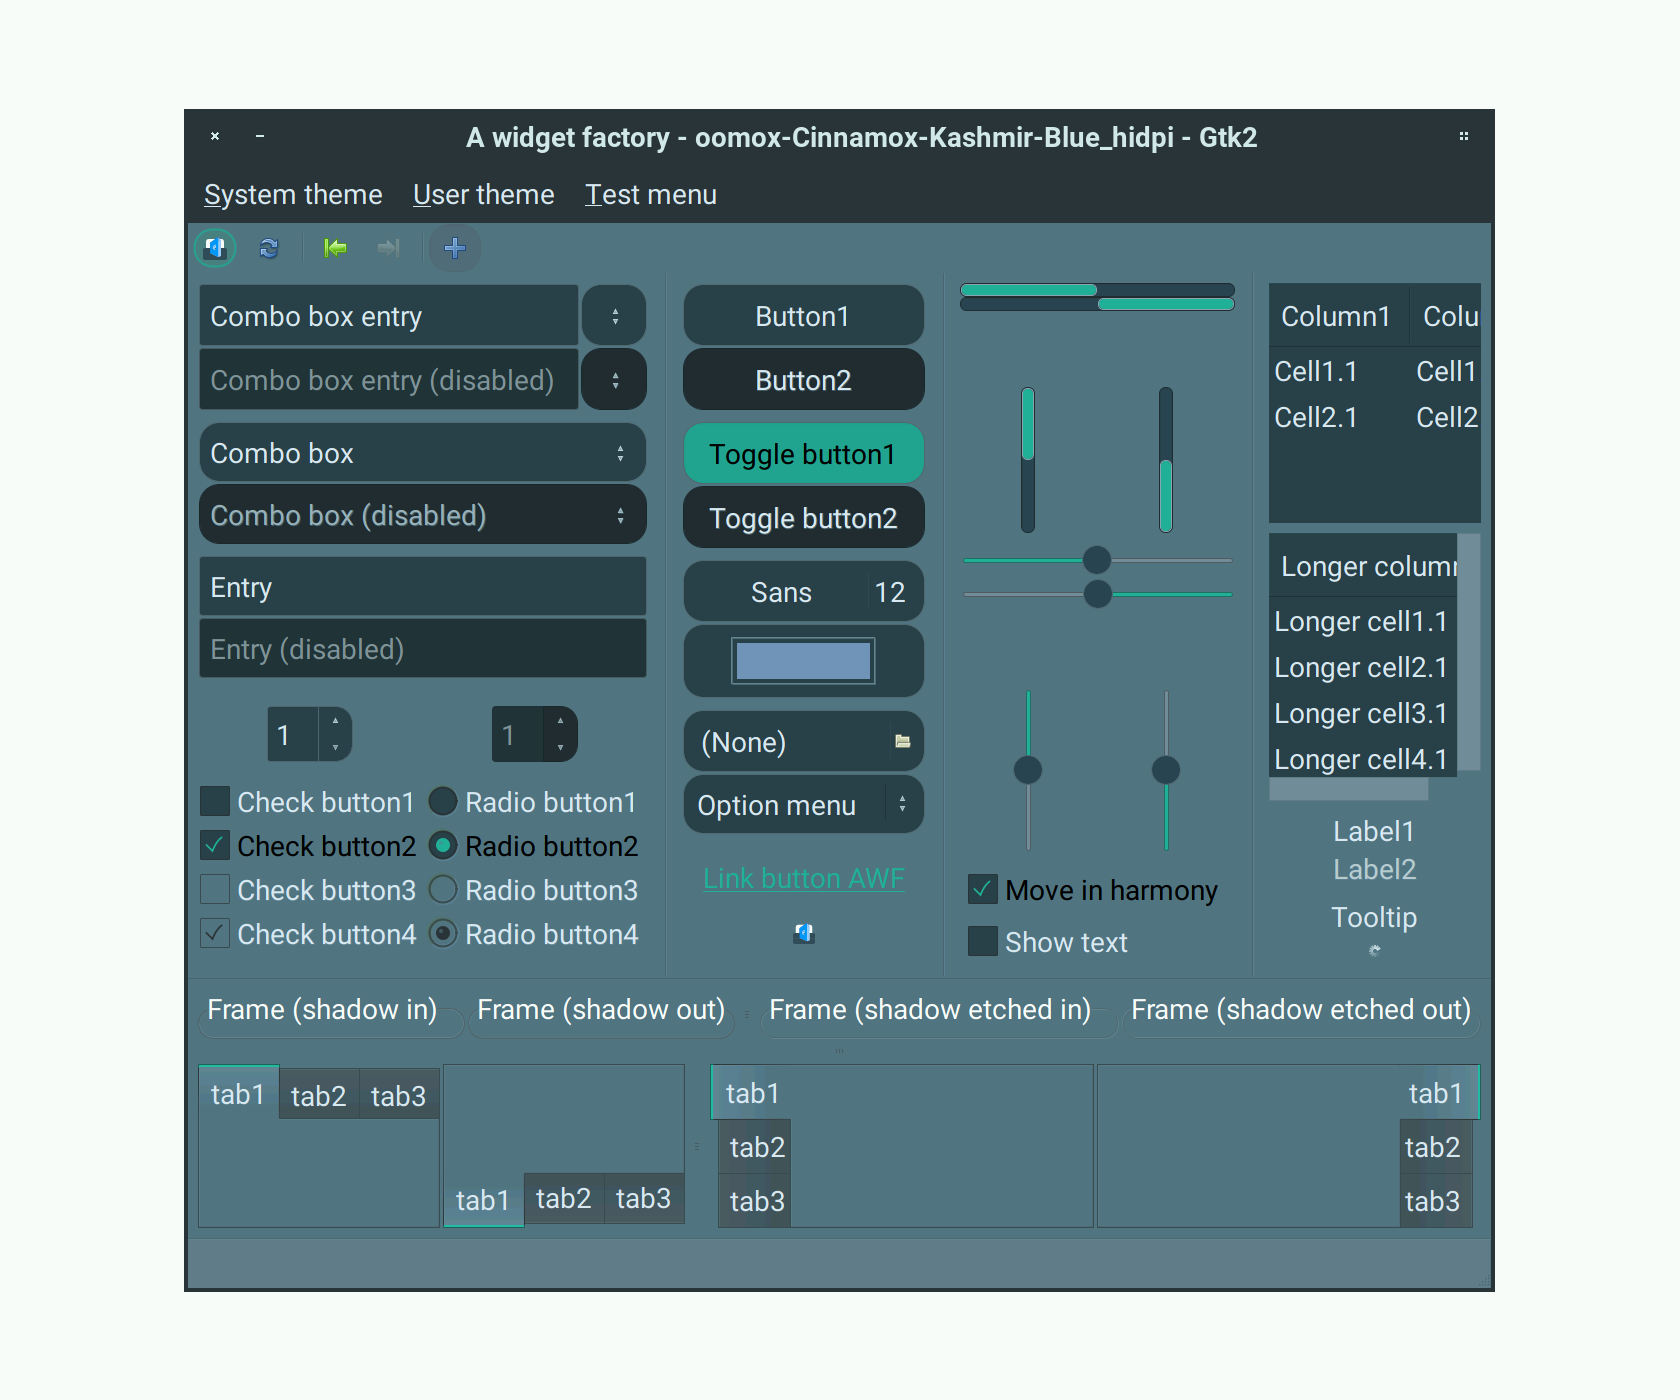 A widget factory - oomox-Cinnamox-Kashmir-Blue_hidpi - Gtk2
System theme User theme Test menu
Combo box entry
Combo box entry (disabled)
Combo box
Combo box (disabled)
Entry
Entry (disabled)
1 1
Check button1 Radio button1
Check button2 Radio button2
Check button3 Radio button3
Check button4 Radio button4
Button1
Button2
Toggle button1
Toggle button2
Sans 12
(None)
Option menu
Link button AWF
Move in harmony
Show text
Column1 Colu
Cell1.1 Cell1
Cell2.1 Cell2
Longer colum
Longer cell1.1
Longer cell2.1
Longer cell3.1
Longer cell4.1
Label1
Label2
Tooltip
Frame (shadow in) Frame (shadow out) Frame (shadow etched in) Frame (shadow etched out)
tab1 tab2 tab3
tab1 tab2 tab3
tab1
tab2
tab3
tab1
tab2
tab3